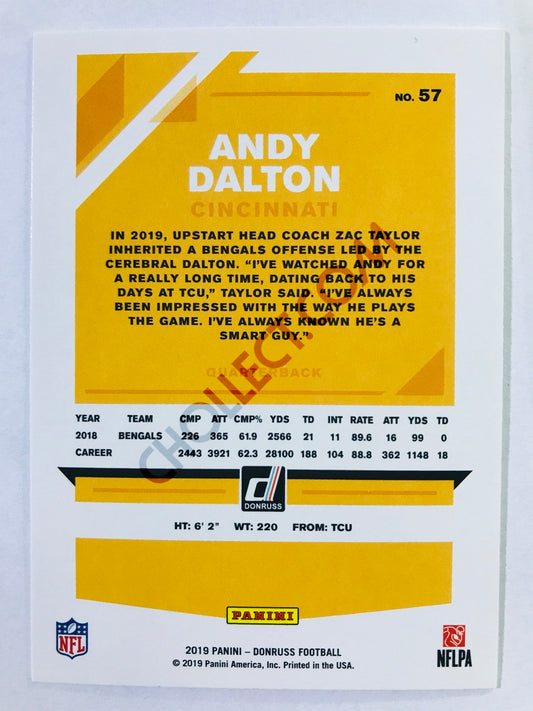 NO. 57
ANDY
DALTON
CINCINNATI
IN 2019, UPSTART HEAD COACH ZAC TAYLOR
INHERITED A BENGALS OFFENSE LED BY THE
CEREBRAL DALTON. “I’VE WATCHED ANDY FOR
A REALLY LONG TIME, DATING BACK TO HIS
DAYS AT TCU,” TAYLOR SAID. “I’VE ALWAYS
BEEN IMPRESSED WITH THE WAY HE PLAYS
THE GAME. I’VE ALWAYS KNOWN HE’S A
SMART GUY.”
QUARTERBACK
CHOLLECT.COM
YEAR TEAM CMP ATT CMP% YDS TD INT RATE ATT YDS TD
2018 BENGALS 226 365 61.9 2566 21 11 89.6 16 99 0
CAREER 2443 3921 62.3 28100 188 104 88.8 362 1148 18
d
DONRUSS
HT: 6' 2" WT: 220 FROM: TCU
PANINI
NFL
2019 PANINI – DONRUSS FOOTBALL
© 2019 Panini America, Inc. Printed in the USA.
NFLPA